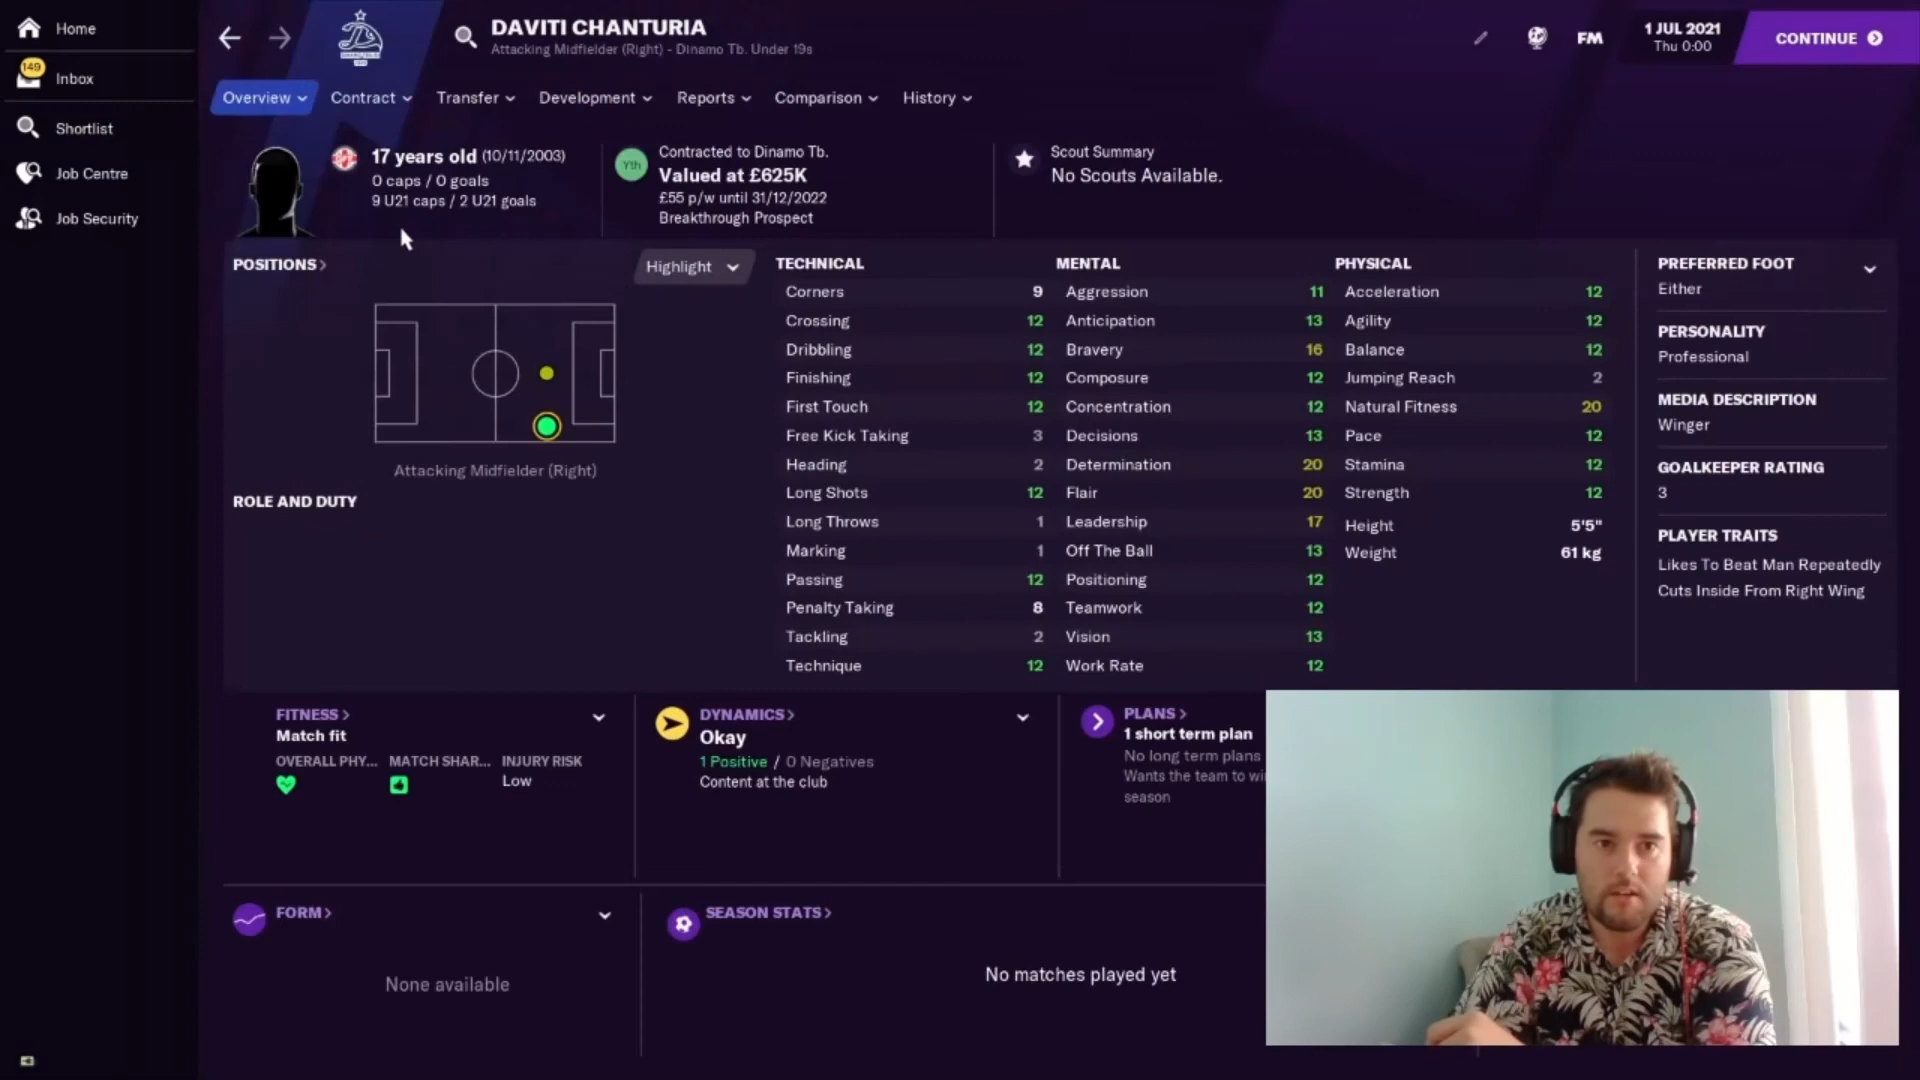 Home
149
Inbox
Shortlist
Job Centre
Job Security
DAVITI CHANTURIA
Attacking Midfielder (Right) - Dinamo Tb. Under 19s
FM
1 JUL 2021
Thu 0:00
CONTINUE
Overview
Contract
Transfer
Development
Reports
Comparison
History
17 years old (10/11/2003)
0 caps / 0 goals
9 U21 caps / 2 U21 goals
Yth
Contracted to Dinamo Tb.
Valued at £625K
£55 p/w until 31/12/2022
Breakthrough Prospect
Scout Summary
No Scouts Available.
POSITIONS>
Highlight
Attacking Midfielder (Right)
ROLE AND DUTY
TECHNICAL
Corners 9
Crossing 12
Dribbling 12
Finishing 12
First Touch 12
Free Kick Taking 3
Heading 2
Long Shots 12
Long Throws 1
Marking 1
Passing 12
Penalty Taking 8
Tackling 2
Technique 12
MENTAL
Aggression 11
Anticipation 13
Bravery 16
Composure 12
Concentration 12
Decisions 13
Determination 20
Flair 20
Leadership 17
Off The Ball 13
Positioning 12
Teamwork 12
Vision 13
Work Rate 12
PHYSICAL
Acceleration 12
Agility 12
Balance 12
Jumping Reach 2
Natural Fitness 20
Pace 12
Stamina 12
Strength 12
Height 5'5"
Weight 61 kg
PREFERRED FOOT
Either
PERSONALITY
Professional
MEDIA DESCRIPTION
Winger
GOALKEEPER RATING
3
PLAYER TRAITS
Likes To Beat Man Repeatedly
Cuts Inside From Right Wing
FITNESS>
Match fit
OVERALL PHY... MATCH SHAR... INJURY RISK
Low
DYNAMICS>
Okay
1 Positive / 0 Negatives
Content at the club
PLANS>
1 short term plan
No long term plans
Wants the team to wi
season
FORM>
None available
SEASON STATS>
No matches played yet